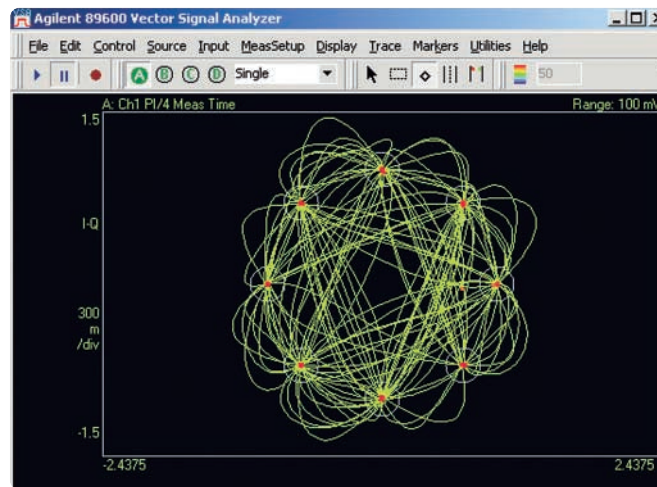 Agilent 89600 Vector Signal Analyzer
File Edit Control Source Input MeasSetup Display Trace Markers Utilities Help
A B C D Single 50
A: Ch1 PI/4 Meas Time Range: 100 mV
1.5
I-Q
300
m
/div
-1.5
-2.4375 2.4375